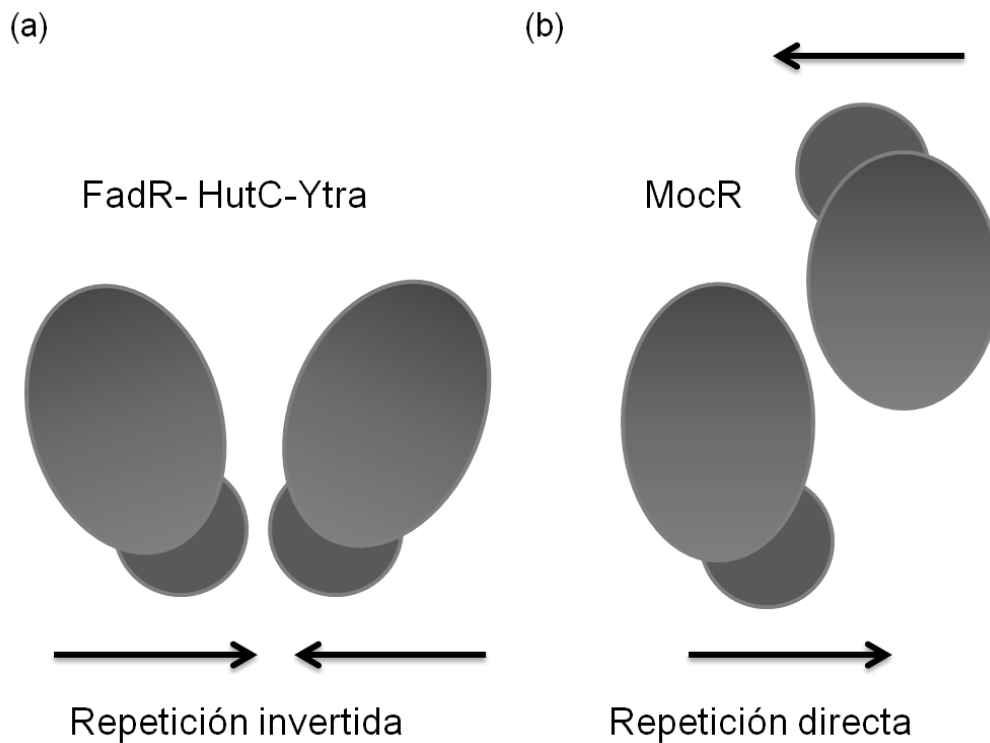 (a)
(b)
FadR- HutC-Ytra
MocR
Repetición invertida
Repetición directa